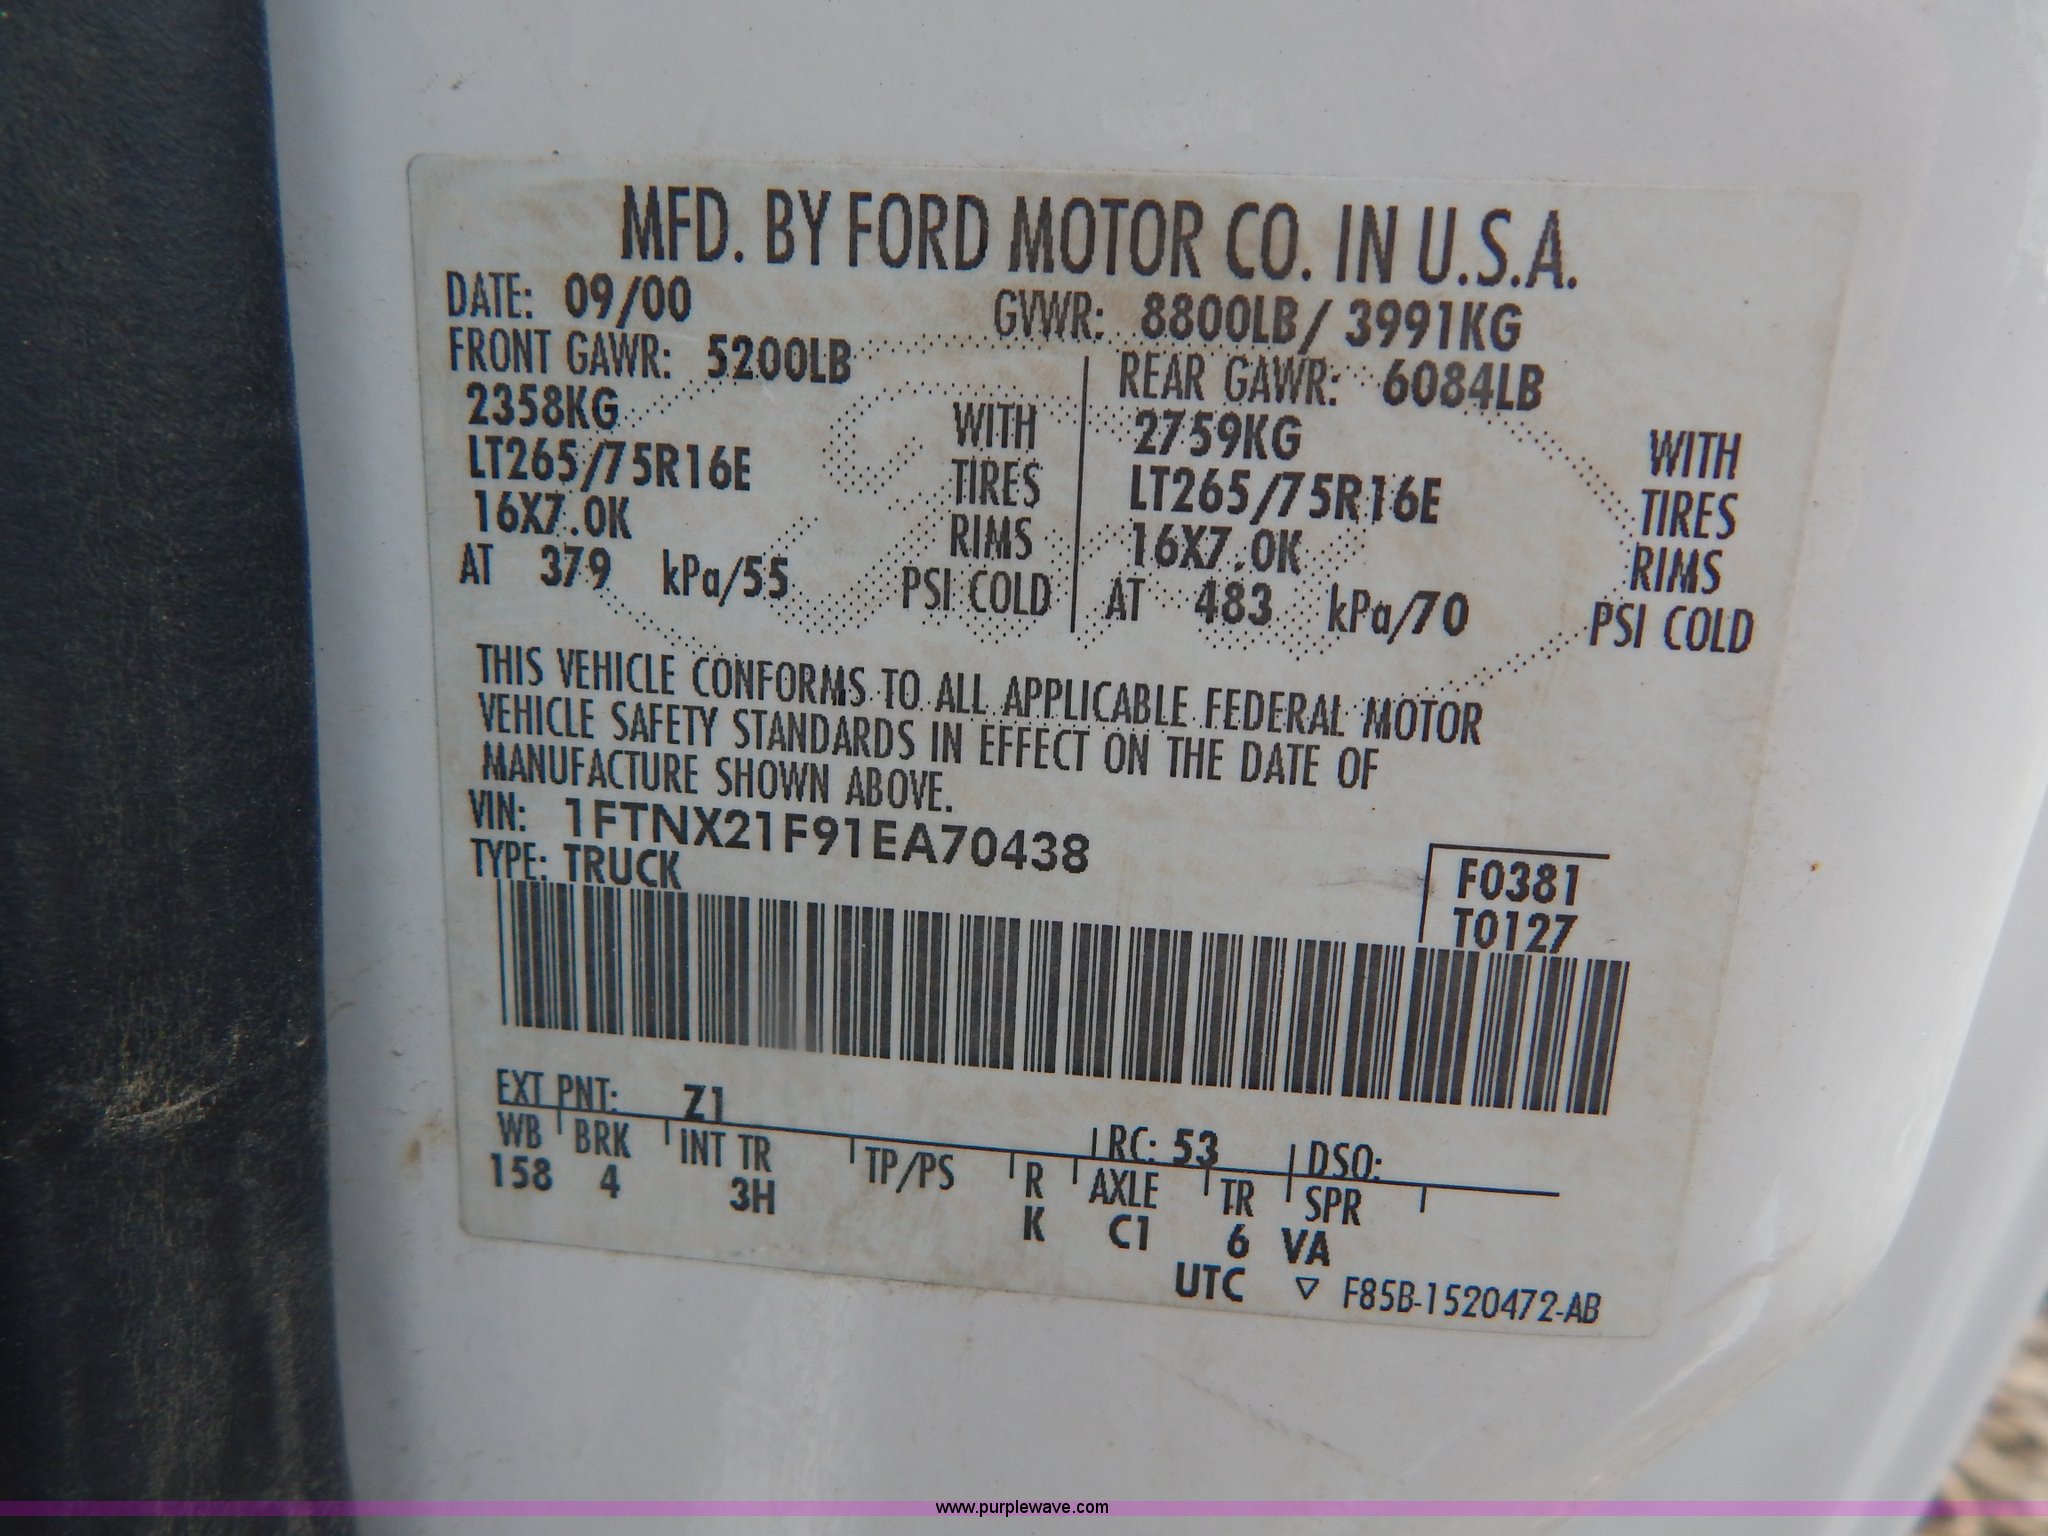 MFD. BY FORD MOTOR CO. IN U.S.A.
DATE: 09/00 GVWR: 8800LB/ 3991KG
FRONT GAWR: 5200LB REAR GAWR: 6084LB
2358KG WITH 2759KG WITH
LT265/75R16E TIRES LT265/75R16E TIRES
16X7.0K RIMS 16X7.0K RIMS
AT 379 kPa/55 PSI COLD AT 483 kPa/70 PSI COLD
THIS VEHICLE CONFORMS TO ALL APPLICABLE FEDERAL MOTOR
VEHICLE SAFETY STANDARDS IN EFFECT ON THE DATE OF
MANUFACTURE SHOWN ABOVE.
VIN: 1FTNX21F91EA70438
TYPE: TRUCK
F0381
T0127
EXT PNT: Z1 RC: 53 DSO:
WB BRK INT TR TP/PS R AXLE TR SPR
158 4 3H K C1 6 VA
UTC ▽ F85B-1520472-AB
www.purplewave.com